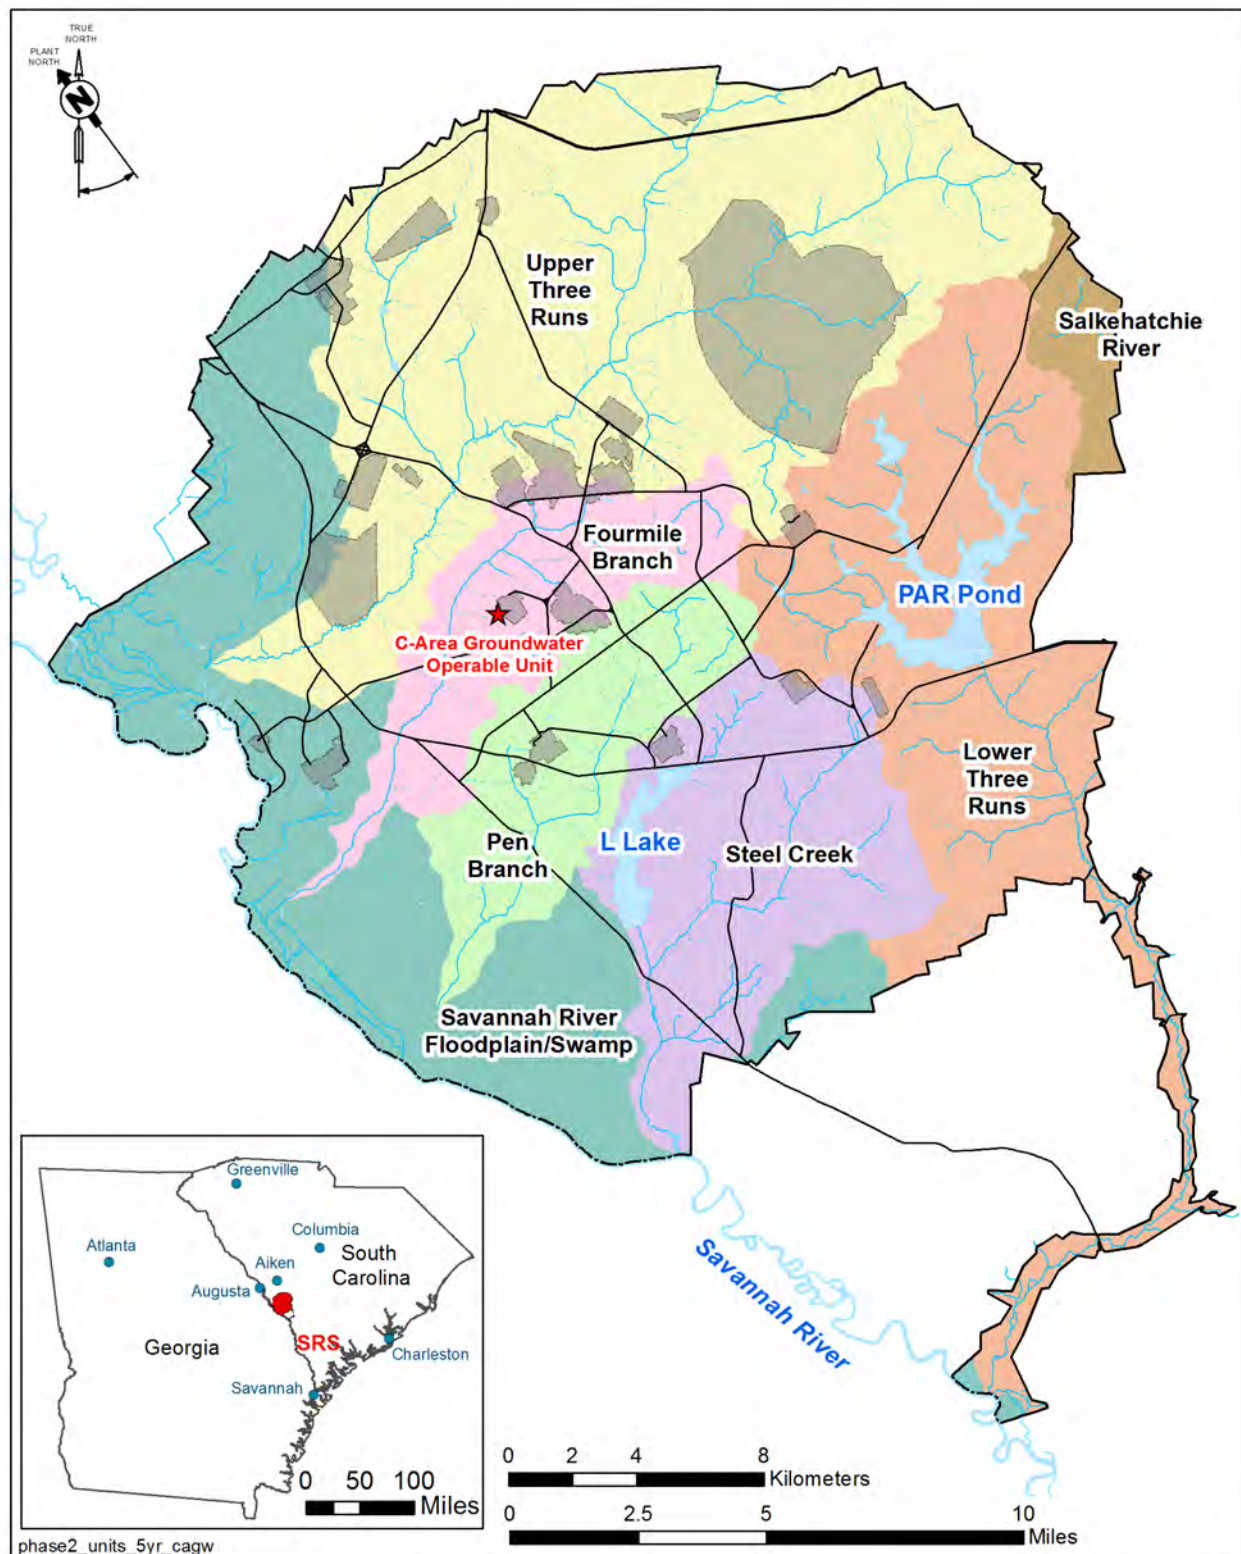 TRUE
NORTH
PLANT
NORTH
N
Upper
Three
Runs
Salkehatchie
River
Fourmile
Branch
PAR Pond
C-Area Groundwater
Operable Unit
Lower
Three
Runs
Pen
Branch
L Lake
Steel Creek
Savannah River
Floodplain/Swamp
Savannah River
Greenville
Columbia
Atlanta
South
Carolina
Aiken
Augusta
SRS
Georgia
Charleston
Savannah
0 50 100
Miles
0 2 4 8
Kilometers
0 2.5 5 10
Miles
phase2_units_5yr_cagw